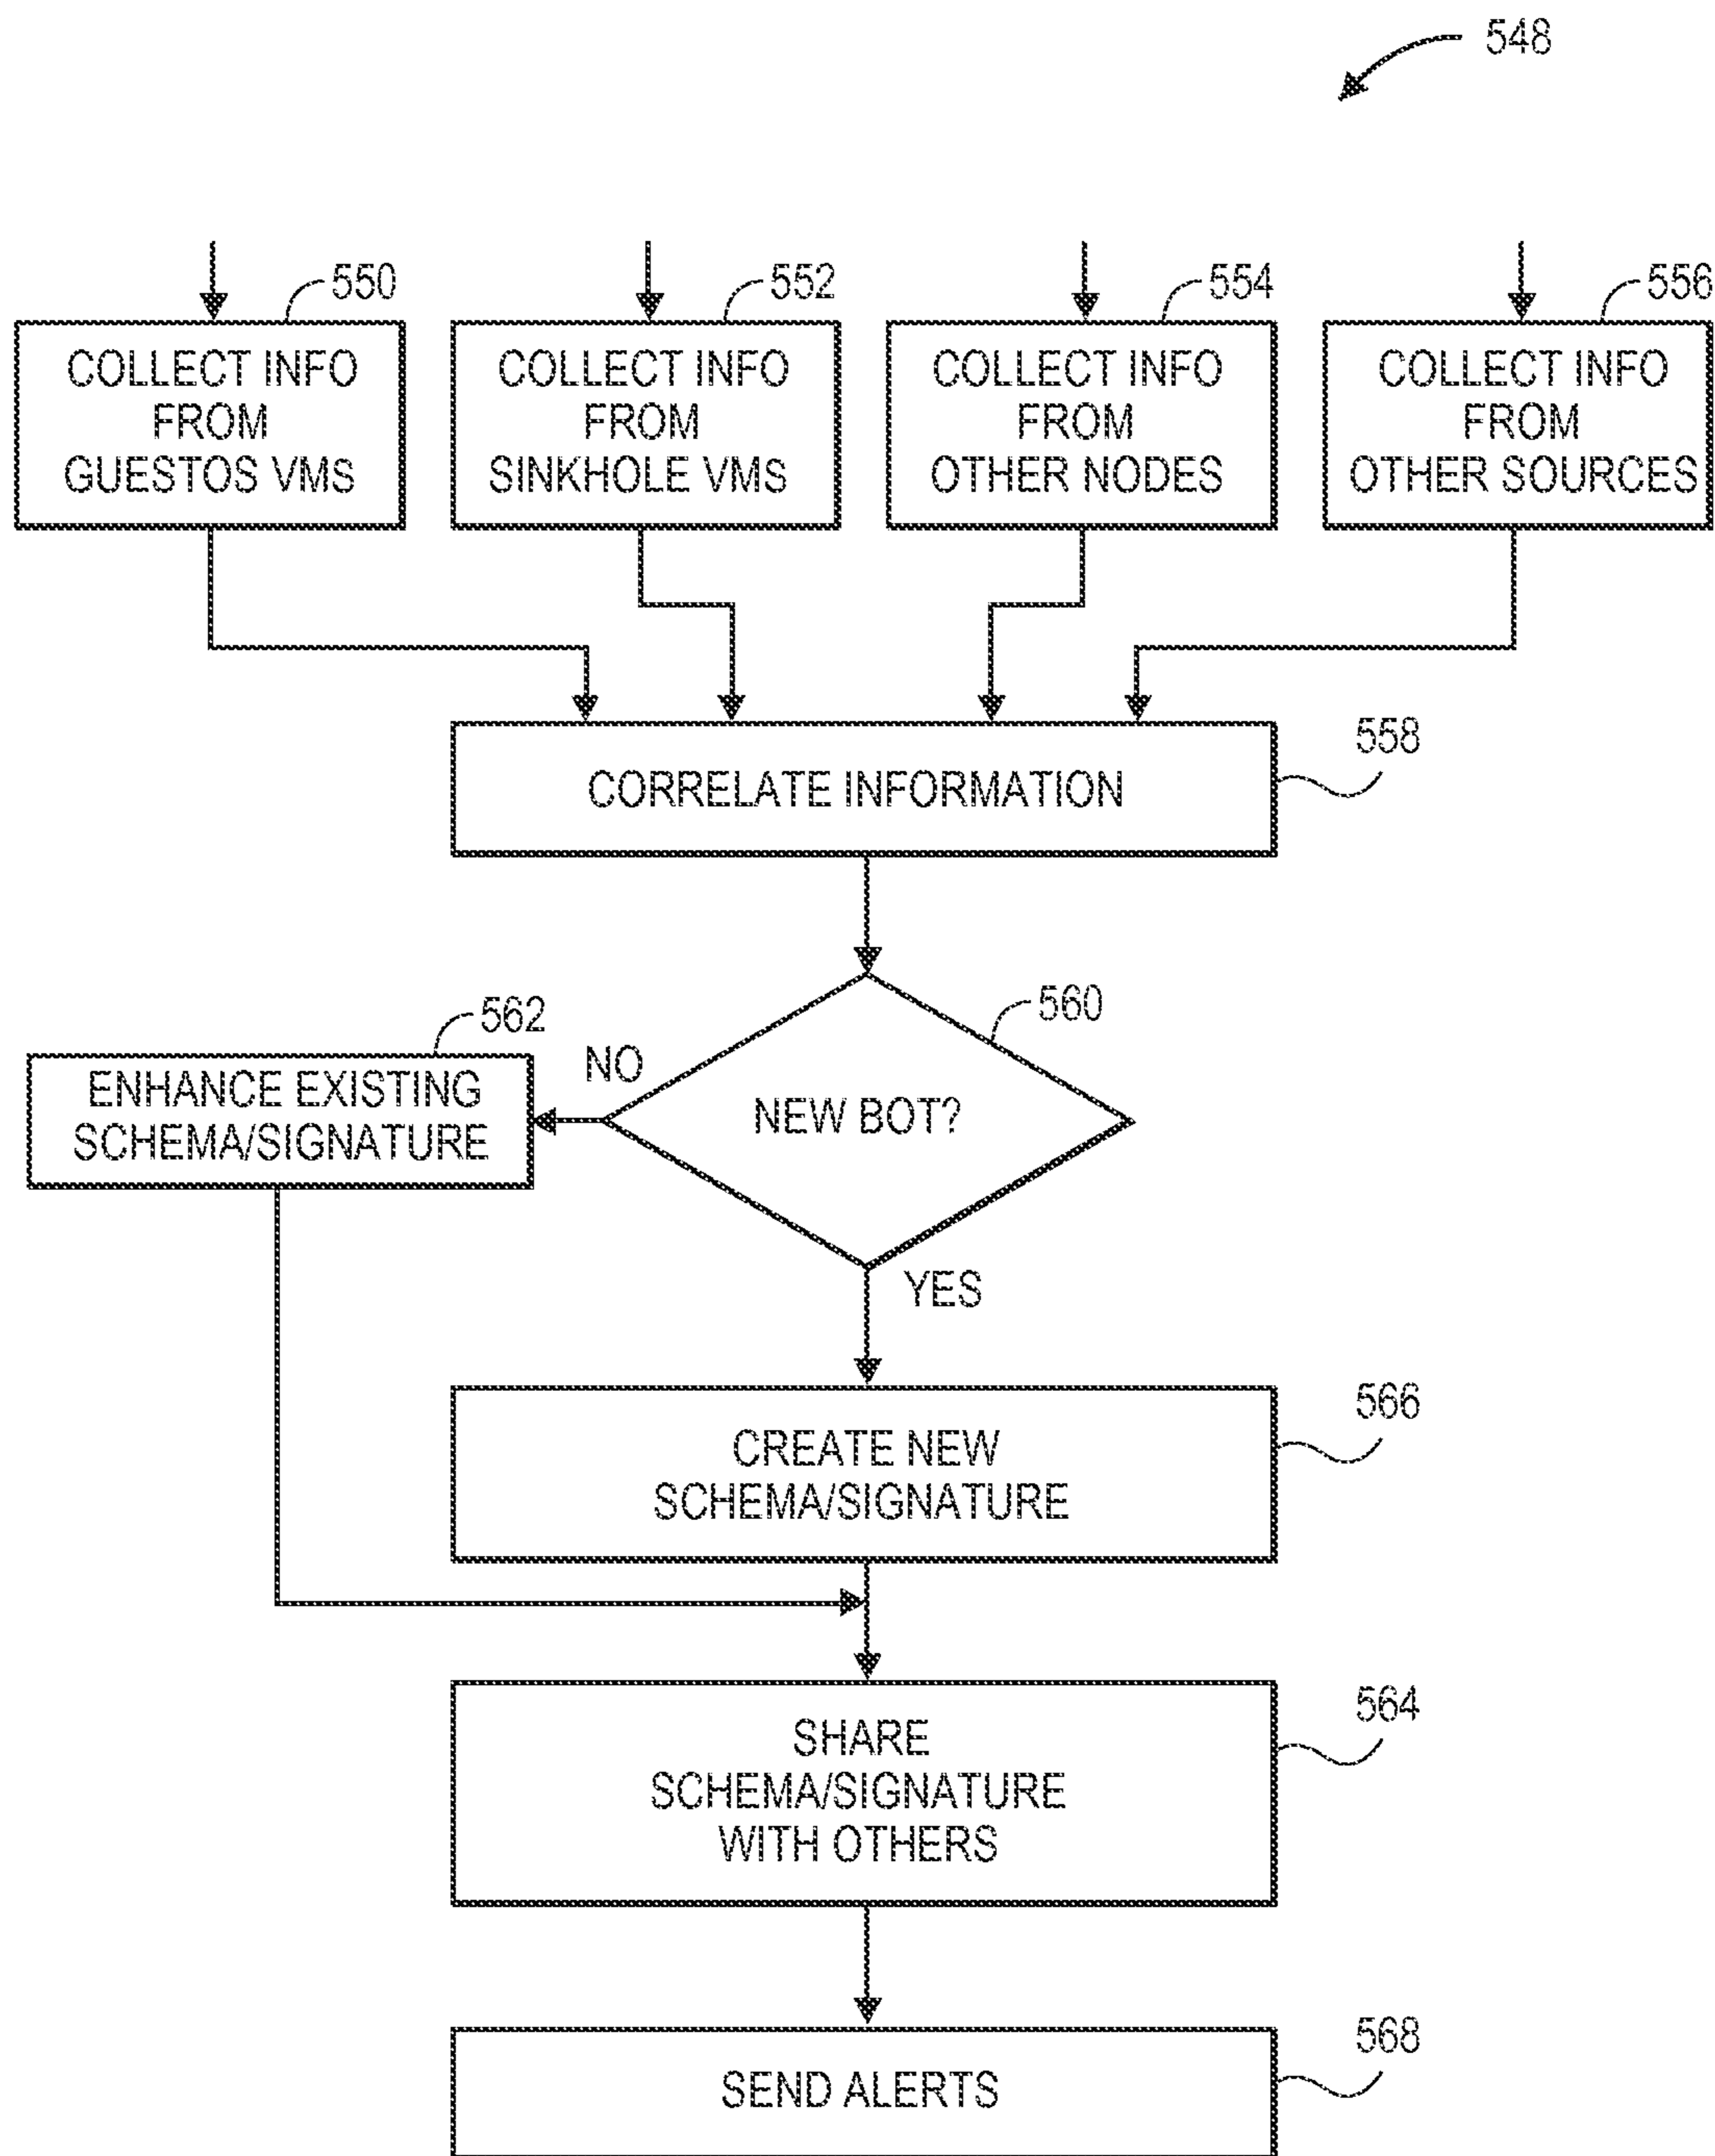 548
550
552
554
556
COLLECT INFO
FROM
GUESTOS VMS
COLLECT INFO
FROM
SINKHOLE VMS
COLLECT INFO
FROM
OTHER NODES
COLLECT INFO
FROM
OTHER SOURCES
558
CORRELATE INFORMATION
560
562
NO
ENHANCE EXISTING
SCHEMA/SIGNATURE
NEW BOT?
YES
566
CREATE NEW
SCHEMA/SIGNATURE
564
SHARE
SCHEMA/SIGNATURE
WITH OTHERS
568
SEND ALERTS